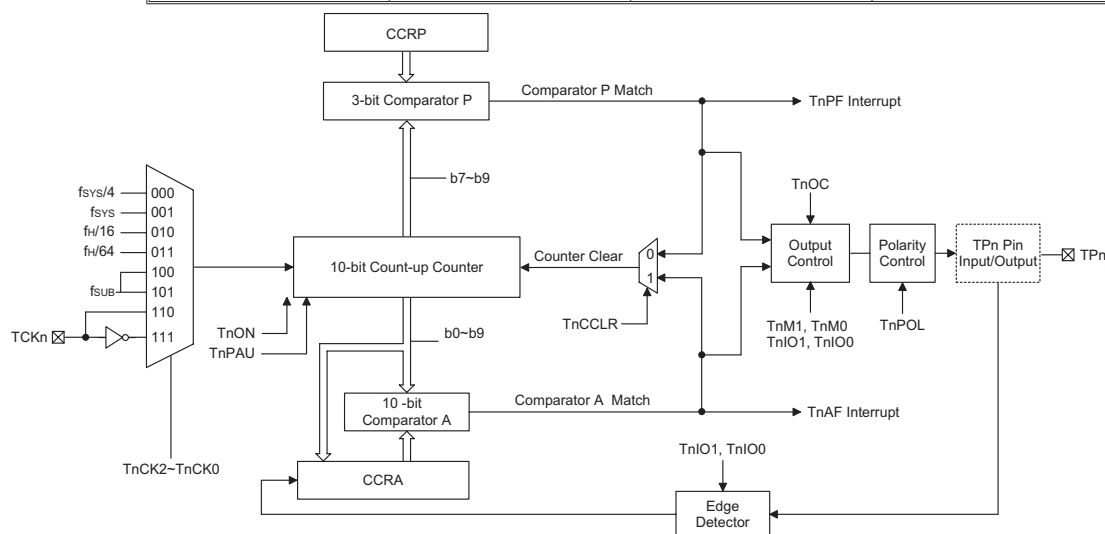 CCRP
3-bit Comparator P
Comparator P Match
TnPF Interrupt
b7~b9
fSYS/4
000
fSYS
001
fH/16
010
fH/64
011
100
fSUB
101
110
TCKn
111
10-bit Count-up Counter
Counter Clear
0
1
TnOC
Output
Control
Polarity
Control
TPn Pin
Input/Output
TPn
TnON
TnPAU
b0~b9
TnCCLR
TnM1, TnM0
TnIO1, TnIO0
TnPOL
10 -bit
Comparator A
Comparator A Match
TnAF Interrupt
TnCK2~TnCK0
CCRA
TnIO1, TnIO0
Edge
Detector